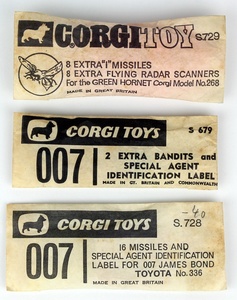 CORGI TOY S729
8 EXTRA "I" MISSILES
8 EXTRA FLYING RADAR SCANNERS
For the GREEN HORNET Corgi Model No.268
MADE IN GREAT BRITAIN
CORGI TOYS S 679
007
2 EXTRA BANDITS and
SPECIAL AGENT
IDENTIFICATION LABEL
MADE IN GT. BRITAIN AND COMMONWEALTH
-40
CORGI TOYS S.728
007
16 MISSILES AND
SPECIAL AGENT IDENTIFICATION
LABEL FOR 007 JAMES BOND
TOYOTA No.336
MADE IN GREAT BRITAIN